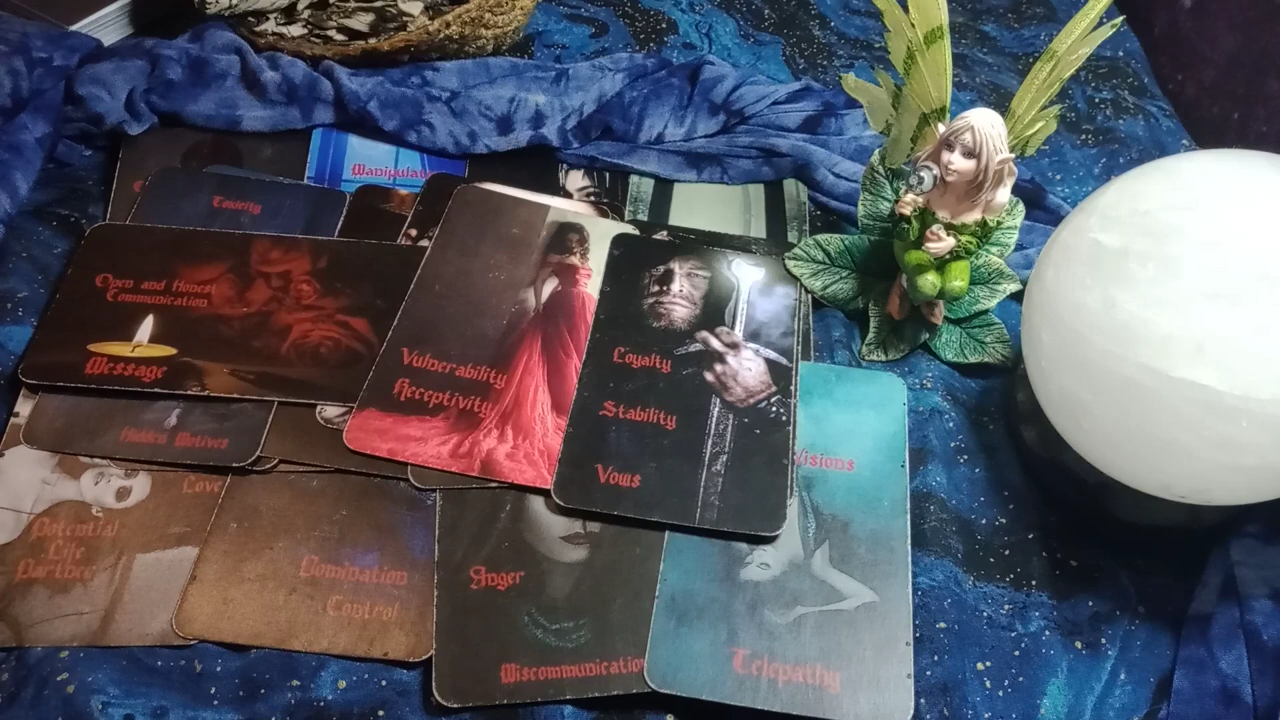 Manipulat
Toxicity
Open and Honest
Communication
Message
Vulnerability
Receptivity
Loyalty
Stability
Vows
Hidden Motives
Visions
Love
Potential
Life
Partner
Domination
Control
Anger
Miscommunication
Telepathy